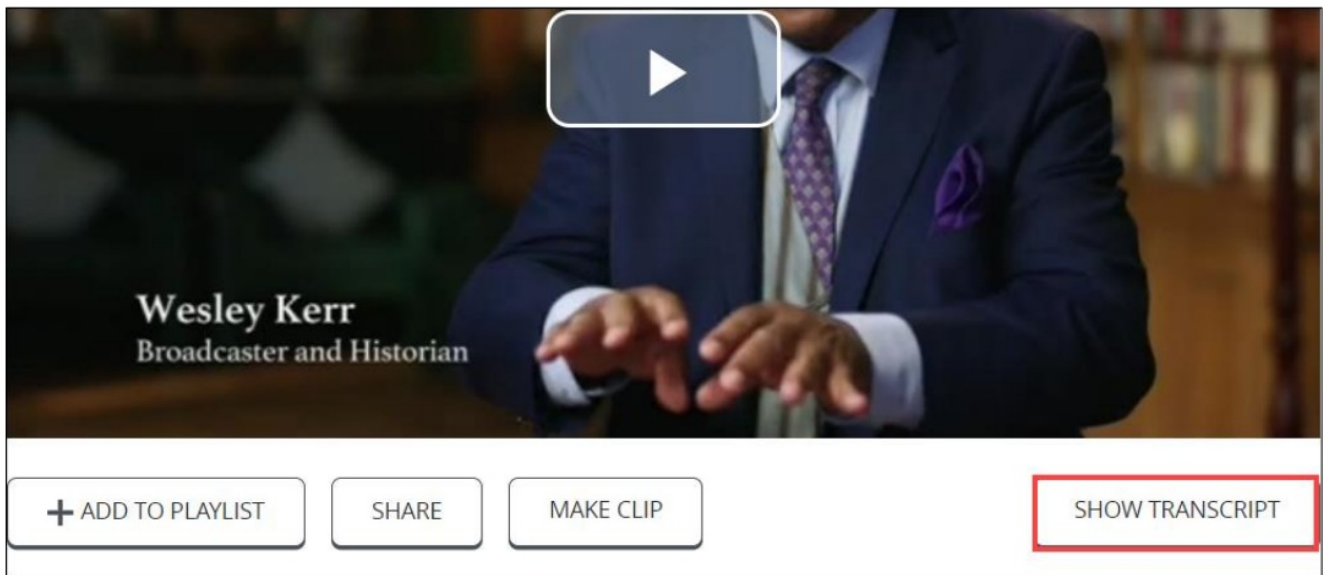 Wesley Kerr
Broadcaster and Historian
+ ADD TO PLAYLIST SHARE MAKE CLIP SHOW TRANSCRIPT